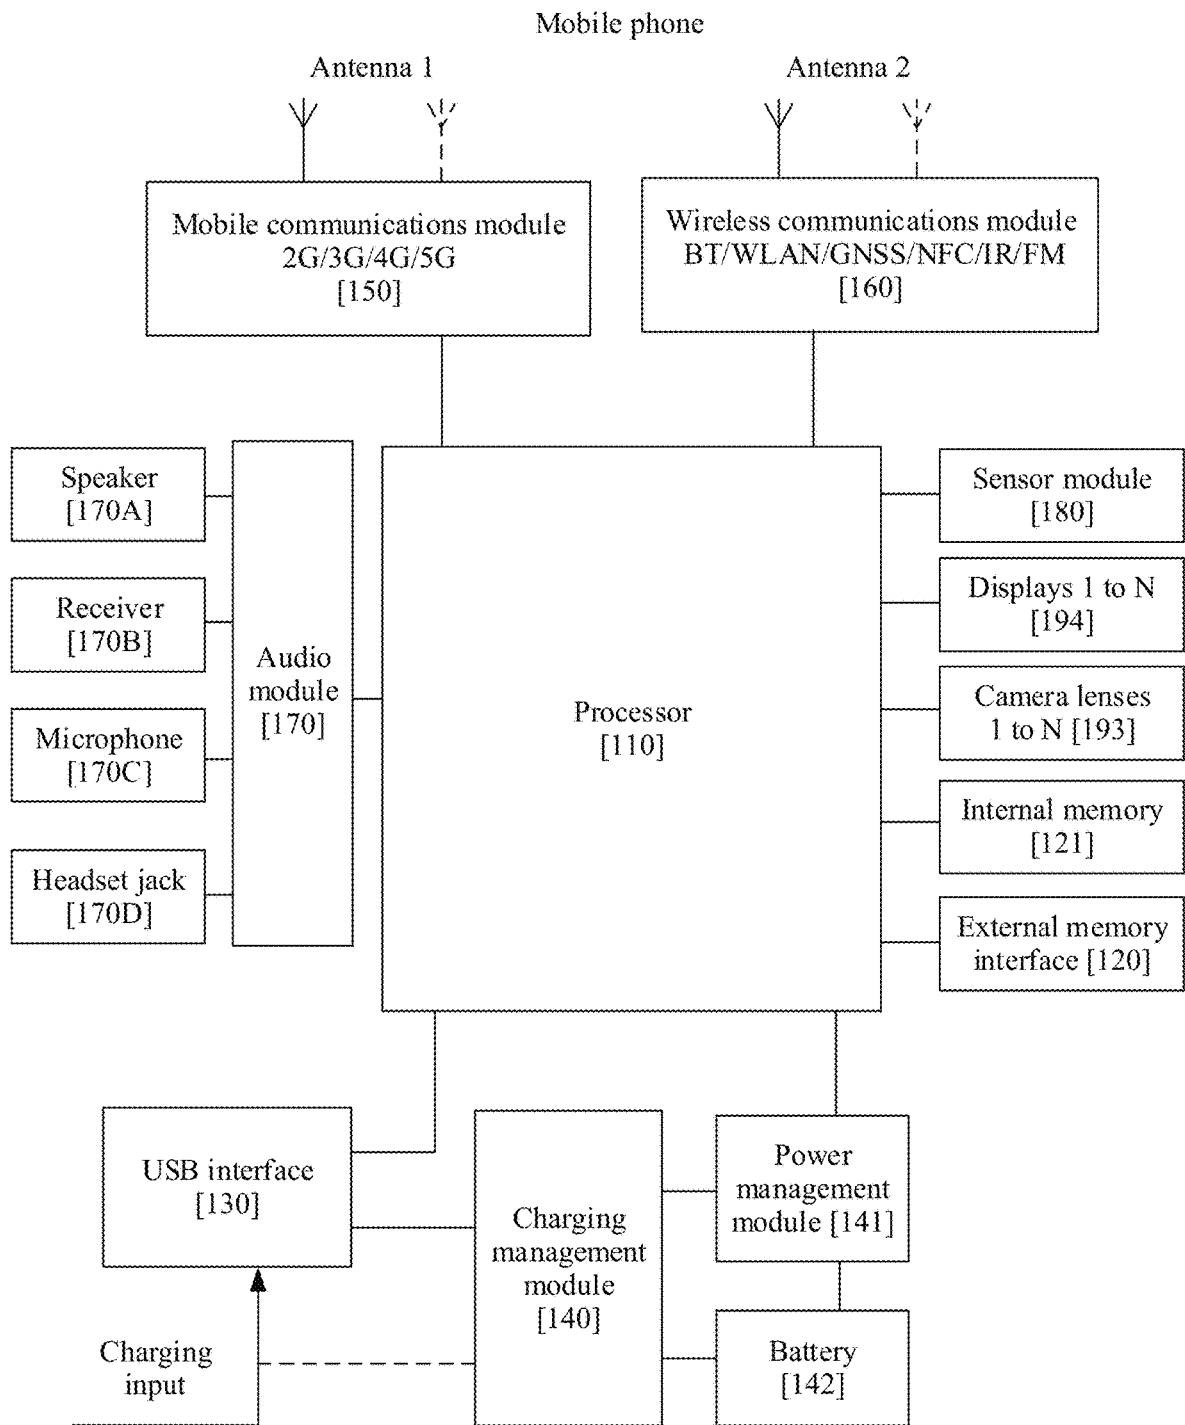 Mobile phone
Antenna 1
Antenna 2
Mobile communications module
2G/3G/4G/5G
[150]
Wireless communications module
BT/WLAN/GNSS/NFC/IR/FM
[160]
Speaker
[170A]
Receiver
[170B]
Microphone
[170C]
Headset jack
[170D]
Audio
module
[170]
Processor
[110]
Sensor module
[180]
Displays 1 to N
[194]
Camera lenses
1 to N [193]
Internal memory
[121]
External memory
interface [120]
USB interface
[130]
Charging
management
module
[140]
Power
management
module [141]
Battery
[142]
Charging
input